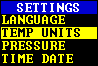 SETTINGS
LANGUAGE
TEMP UNITS
PRESSURE
TIME DATE